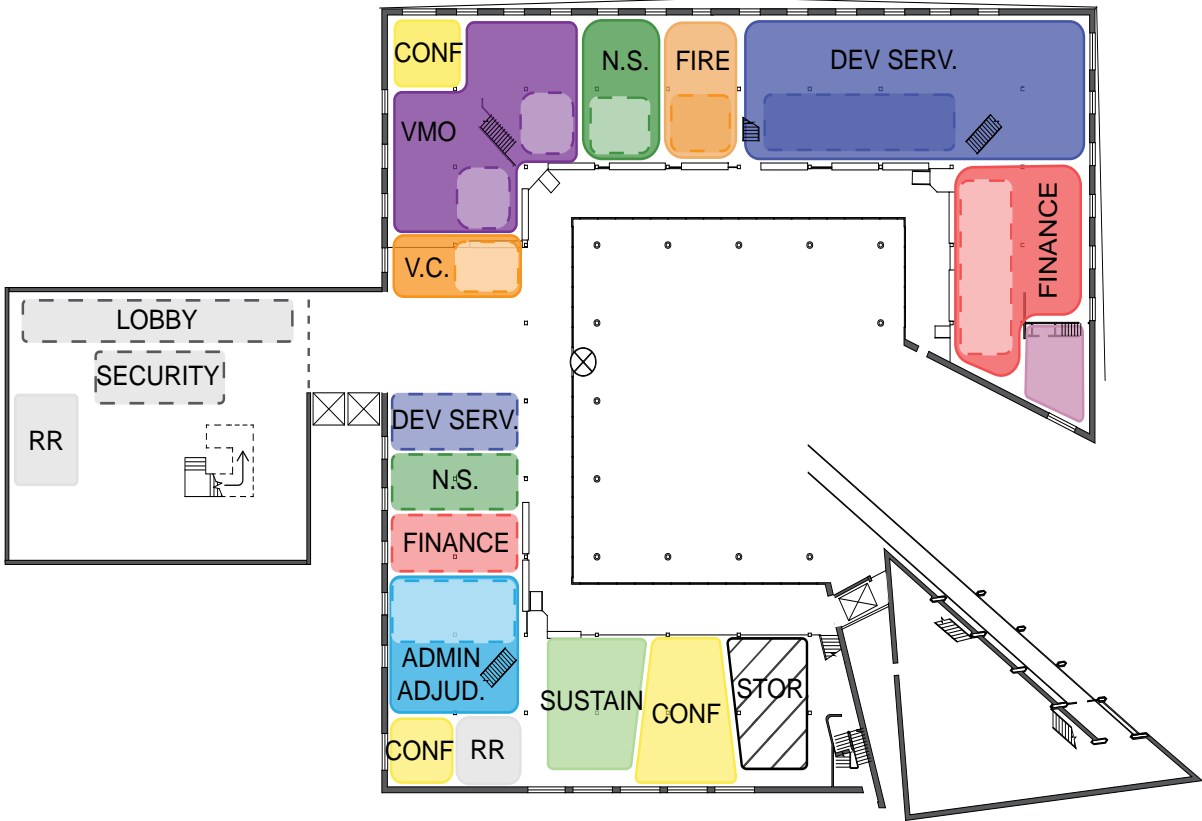 CONF
N.S.
FIRE
DEV SERV.
VMO
FINANCE
V.C.
LOBBY
SECURITY
RR
DEV SERV.
N.S.
FINANCE
ADMIN
ADJUD.
SUSTAIN
CONF
STOR
CONF
RR